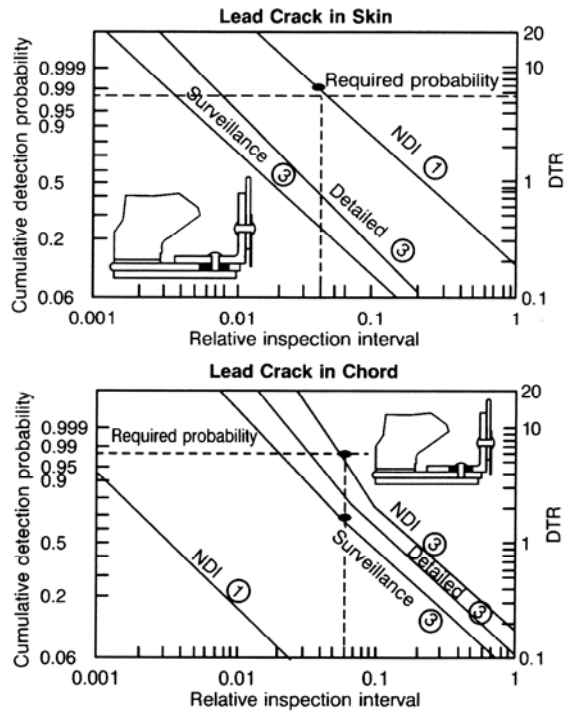 Lead Crack in Skin
Cumulative detection probability
0.999
0.99
0.95
0.9
0.5
0.2
0.06
Required probability
Surveillance 3
Detailed 3
NDI 1
20
10
1
0.1
DTR
0.001
0.01
0.1
1
Relative inspection interval
Lead Crack in Chord
Cumulative detection probability
0.999
0.99
0.95
0.9
0.5
0.2
0.06
Required probability
NDI 1
NDI 3
Detailed 3
Surveillance 3
20
10
1
0.1
DTR
0.001
0.01
0.1
1
Relative inspection interval